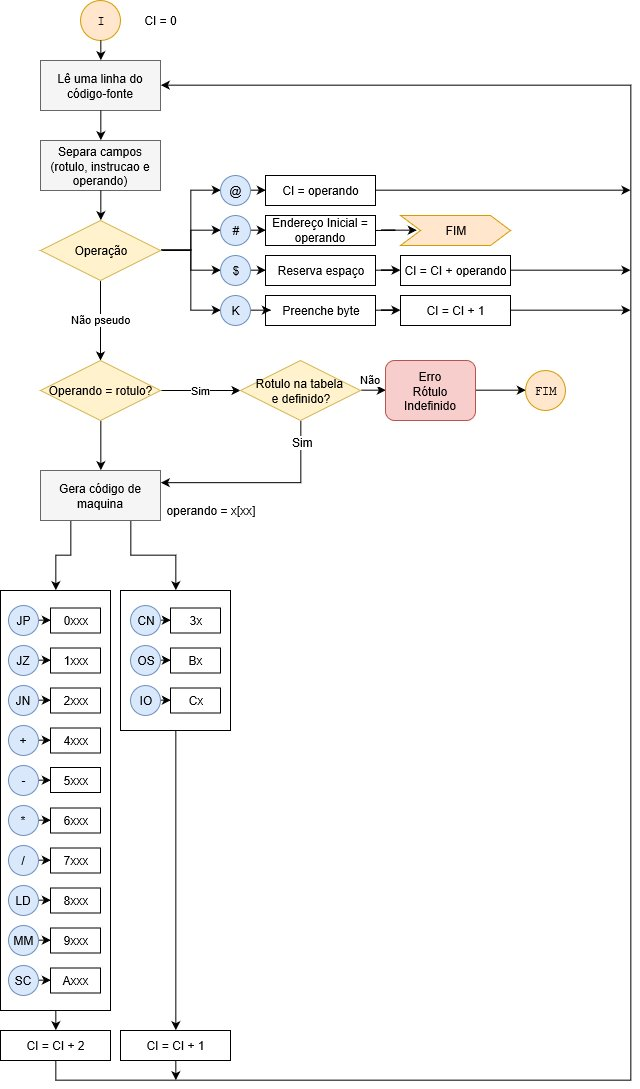 I
CI = 0
Lê uma linha do
código-fonte
Separa campos
(rotulo, instrucao e
operando)
Operação
@
CI = operando
#
Endereço Inicial =
operando
FIM
$
Reserva espaço
CI = CI + operando
K
Preenche byte
CI = CI + 1
Não pseudo
Operando = rotulo?
Sim
Rotulo na tabela
e definido?
Não
Erro
Rótulo
Indefinido
FIM
Sim
Gera código de
maquina
operando = x[xx]
JP
0xxx
JZ
1xxx
JN
2xxx
+
4xxx
-
5xxx
*
6xxx
/
7xxx
LD
8xxx
MM
9xxx
SC
Axxx
CN
3x
OS
Bx
IO
Cx
CI = CI + 2
CI = CI + 1